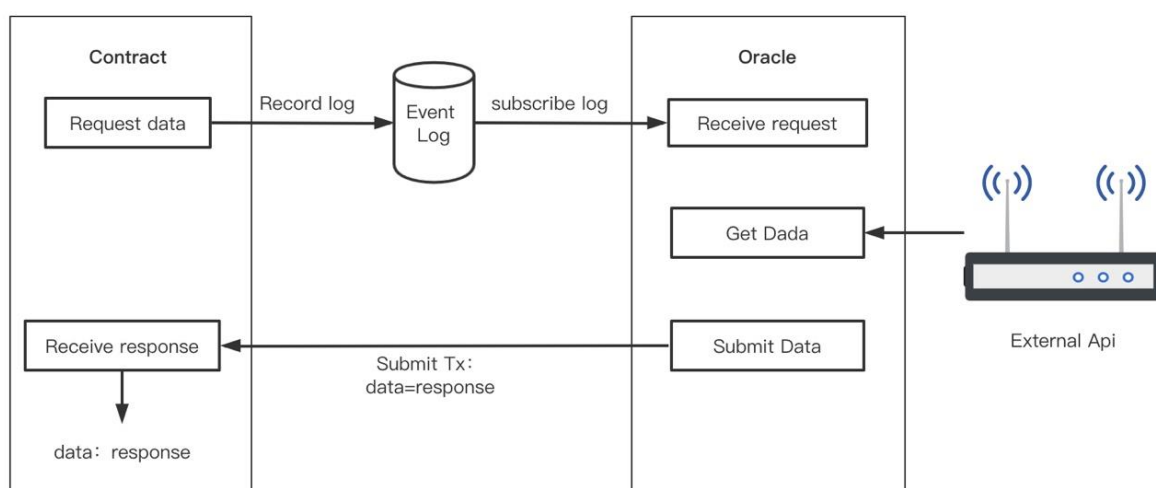 Contract
Oracle
Request data
Record log
Event
Log
subscribe log
Receive request
Get Dada
External Api
Receive response
Submit Tx:
data=response
Submit Data
data: response